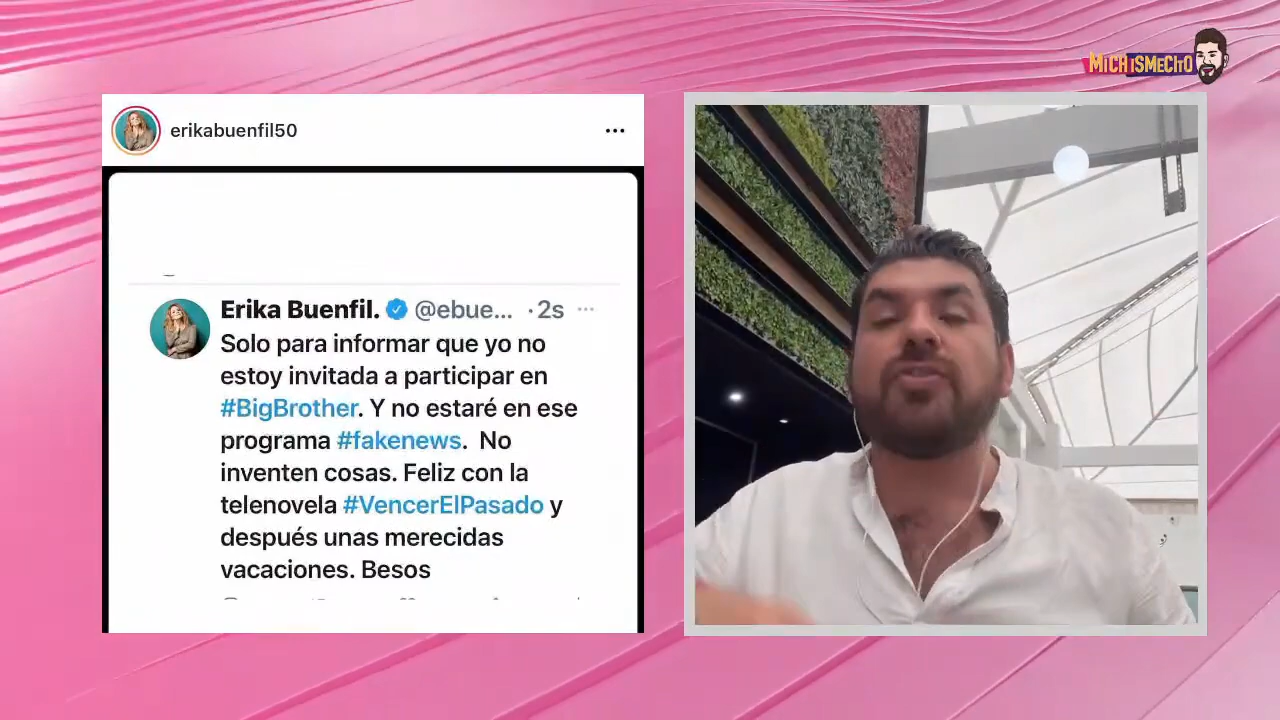 MICHISMECITO
erikabuenfil50
Erika Buenfil. @ebue... · 2s
Solo para informar que yo no
estoy invitada a participar en
#BigBrother. Y no estaré en ese
programa #fakenews. No
inventen cosas. Feliz con la
telenovela #VencerElPasado y
después unas merecidas
vacaciones. Besos